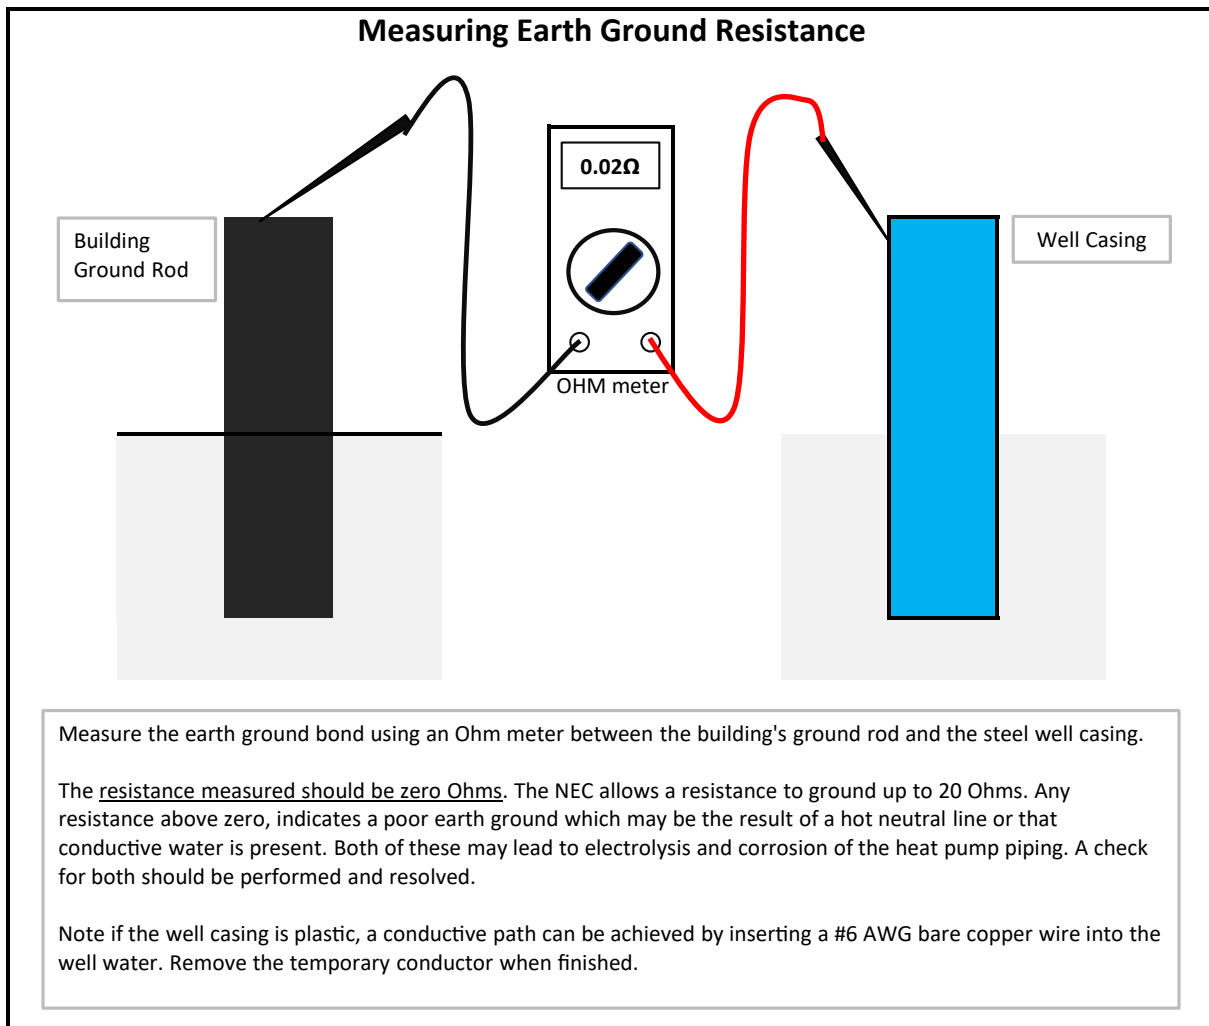 Measuring Earth Ground Resistance
0.02Ω
Building
Ground Rod
Well Casing
OHM meter
Measure the earth ground bond using an Ohm meter between the building's ground rod and the steel well casing.
The resistance measured should be zero Ohms. The NEC allows a resistance to ground up to 20 Ohms. Any
resistance above zero, indicates a poor earth ground which may be the result of a hot neutral line or that
conductive water is present. Both of these may lead to electrolysis and corrosion of the heat pump piping. A check
for both should be performed and resolved.
Note if the well casing is plastic, a conductive path can be achieved by inserting a #6 AWG bare copper wire into the
well water. Remove the temporary conductor when finished.